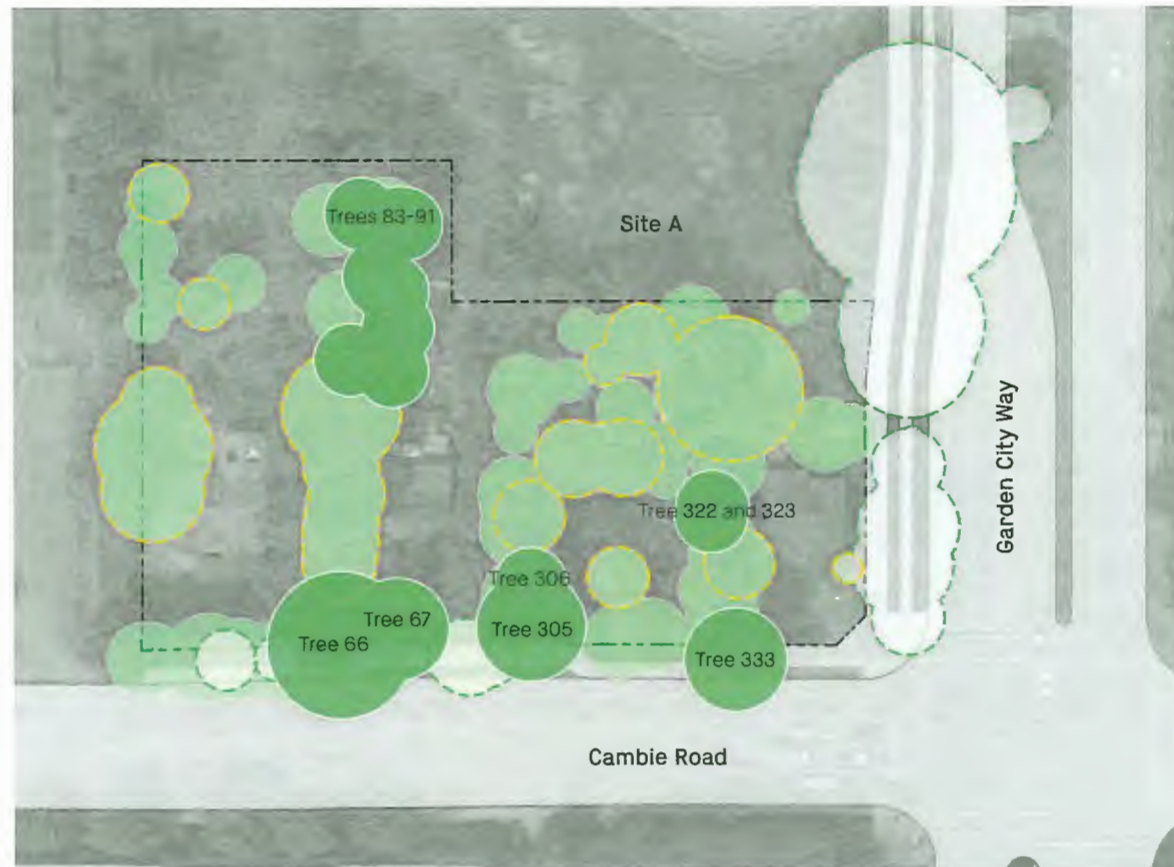 Trees 83-91
Site A
Garden City Way
Tree 322 and 323
Tree 306
Tree 67
Tree 305
Tree 66
Tree 333
Cambie Road